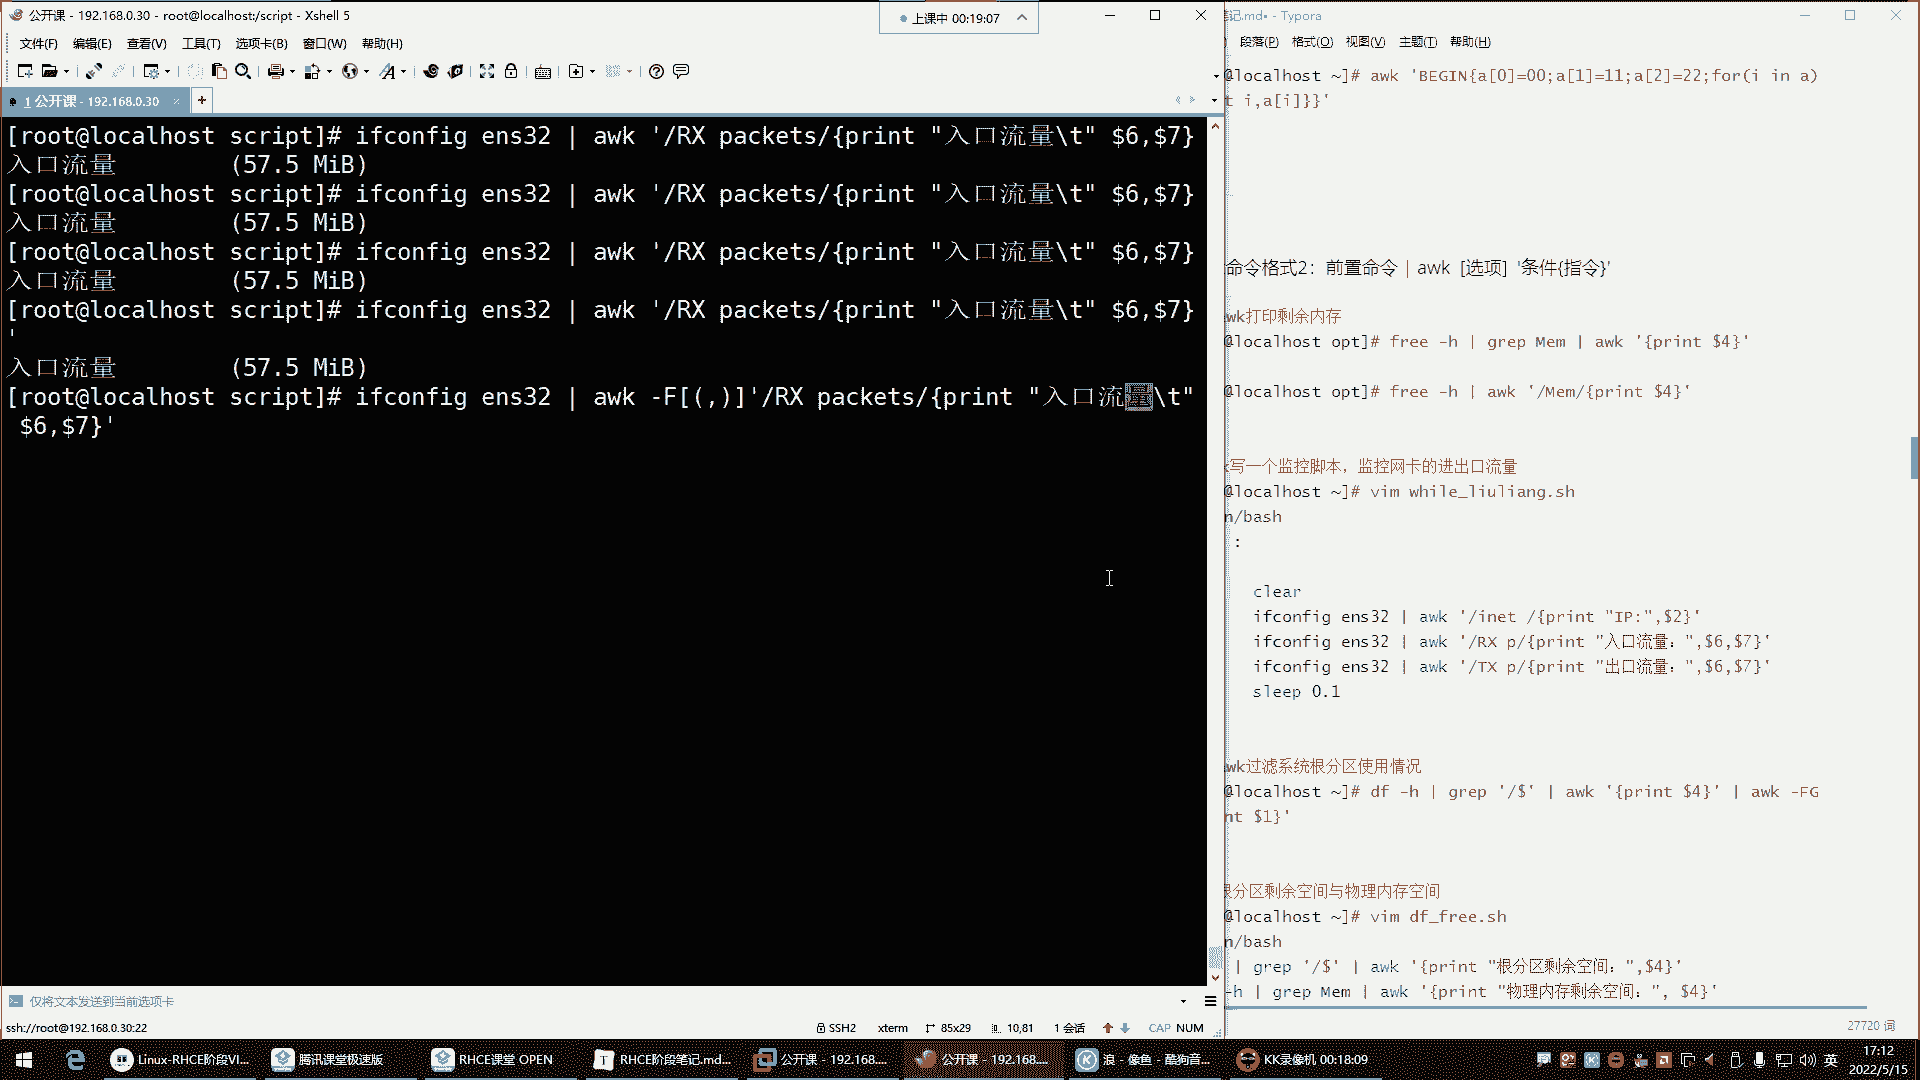 公开课 - 192.168.0.30 - root@localhost:/script - Xshell 5
上课中 00:19:07
文件(F) 编辑(E) 查看(V) 工具(T) 选项卡(B) 窗口(W) 帮助(H)
1 公开课 - 192.168.0.30 × +
[root@localhost script]# ifconfig ens32 | awk '/RX packets/{print "入口流量\t" $6,$7}
入口流量 (57.5 MiB)
[root@localhost script]# ifconfig ens32 | awk '/RX packets/{print "入口流量\t" $6,$7}
入口流量 (57.5 MiB)
[root@localhost script]# ifconfig ens32 | awk '/RX packets/{print "入口流量\t" $6,$7}
入口流量 (57.5 MiB)
[root@localhost script]# ifconfig ens32 | awk '/RX packets/{print "入口流量\t" $6,$7}
'
入口流量 (57.5 MiB)
[root@localhost script]# ifconfig ens32 | awk -F[(,)]'/RX packets/{print "入口流量\t"
$6,$7}'
仅将文本发送到当前选项卡
ssh://root@192.168.0.30:22 SSH2 xterm 85x29 10,81 1 会话 CAP NUM
笔记.md• - Typora
段落(P) 格式(O) 视图(V) 主题(T) 帮助(H)
@localhost ~]# awk 'BEGIN{a[0]=00;a[1]=11;a[2]=22;for(i in a)
t i,a[i]}}'
命令格式2：前置命令 | awk [选项] '条件{指令}'
wk打印剩余内存
@localhost opt]# free -h | grep Mem | awk '{print $4}'
@localhost opt]# free -h | awk '/Mem/{print $4}'
写一个监控脚本，监控网卡的进出口流量
@localhost ~]# vim while_liuliang.sh
n/bash
:
clear
ifconfig ens32 | awk '/inet /{print "IP:",$2}'
ifconfig ens32 | awk '/RX p/{print "入口流量：",$6,$7}'
ifconfig ens32 | awk '/TX p/{print "出口流量：",$6,$7}'
sleep 0.1
wk过滤系统根分区使用情况
@localhost ~]# df -h | grep '/$' | awk '{print $4}' | awk -FG
nt $1}'
根分区剩余空间与物理内存空间
@localhost ~]# vim df_free.sh
n/bash
| grep '/$' | awk '{print "根分区剩余空间：",$4}'
-h | grep Mem | awk '{print "物理内存剩余空间：", $4}'
27720 词
Linux-RHCE阶段VI... 腾讯课堂极速版 RHCE课堂 OPEN RHCE阶段笔记.md... 公开课 - 192.168.... 公开课 - 192.168.... 浪 - 像鱼 - 酷狗音... KK录像机 00:18:09 英 17:12
2022/5/15